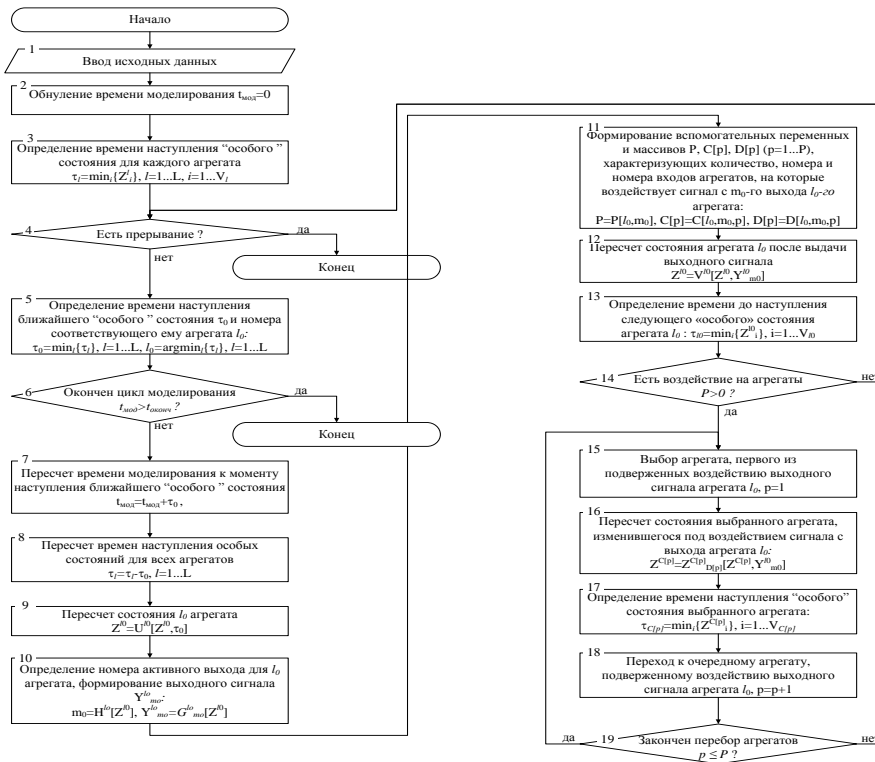 Начало
1
Ввод исходных данных
2
Обнуление времени моделирования tмод=0
3
Определение времени наступления “особого ”
состояния для каждого агрегата
τl=mini{Zli}, l=1...L, i=1...Vl
4
Есть прерывание ?
да
нет
Конец
5
Определение времени наступления
ближайшего “особого ” состояния τ0 и номера
соответствующего ему агрегата l0:
τ0=minl{τl}, l=1...L, l0=argminl{τl}, l=1...L
6
Окончен цикл моделирования
tмод>tоконч ?
да
нет
Конец
7
Пересчет времени моделирования к моменту
наступления ближайшего “особого ” состояния
tмод=tмод+τ0 ,
8
Пересчет времен наступления особых
состояний для всех агрегатов
τl=τl-τ0, l=1...L
9
Пересчет состояния l0 агрегата
Zl0=Ul0[Zl0,τ0]
10
Определение номера активного выхода для l0
агрегата, формирование выходного сигнала
Ylomo:
m0=Hlo[Zl0], Ylomo=Glomo[Zl0]
11
Формирование вспомогательных переменных
и массивов P, C[p], D[p] (p=1...P),
характеризующих количество, номера и
номера входов агрегатов, на которые
воздействует сигнал с m0-го выхода l0-го
агрегата:
P=P[l0,m0], C[p]=C[l0,m0,p], D[p]=D[l0,m0,p]
12
Пересчет состояния агрегата l0 после выдачи
выходного сигнала
Zl0=Vl0[Zl0,Yl0m0]
13
Определение времени до наступления
следующего «особого» состояния
агрегата l0 : τl0=mini{Zl0i}, i=1...Vl0
14
Есть воздействие на агрегаты
P>0 ?
нет
да
15
Выбор агрегата, первого из
подверженных воздействию выходного
сигнала агрегата l0, p=1
16
Пересчет состояния выбранного агрегата,
изменившегося под воздействием сигнала с
выхода агрегата l0:
ZC[p]=ZC[p]D[p][ZC[p],Yl0m0]
17
Определение времени наступления “особого”
состояния выбранного агрегата:
τC[p]=mini{ZC[p]i}, i=1...VC[p]
18
Переход к очередному агрегату,
подверженному воздействию выходного
сигнала агрегата l0, p=p+1
да
19
Закончен перебор агрегатов
p ≤ P ?
нет